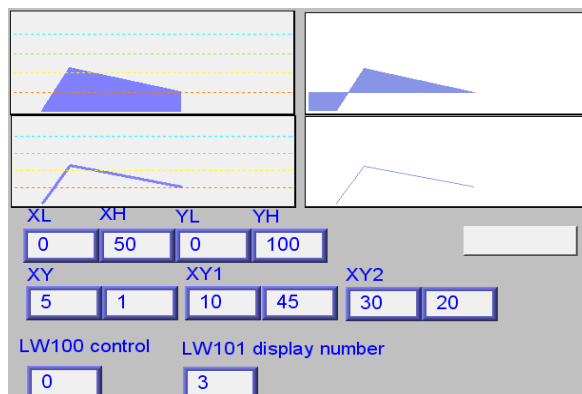 XL XH YL YH
0 50 0 100
XY XY1 XY2
5 1 10 45 30 20
LW100 control LW101 display number
0 3